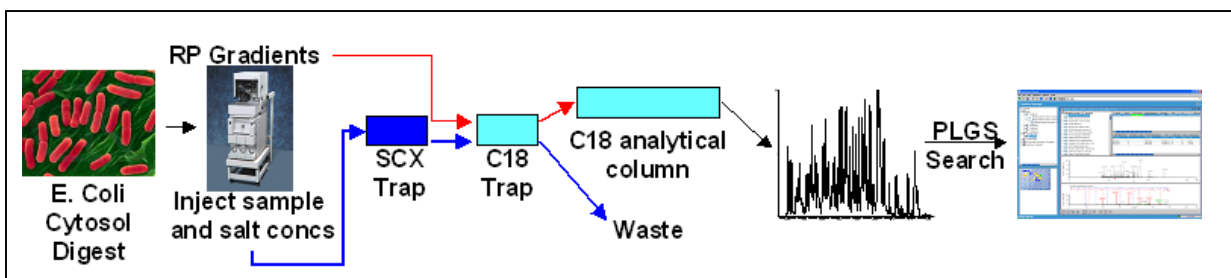 RP Gradients
E. Coli
Cytosol
Digest
Inject sample
and salt concs
SCX
Trap
C18
Trap
C18 analytical
column
Waste
PLGS
Search